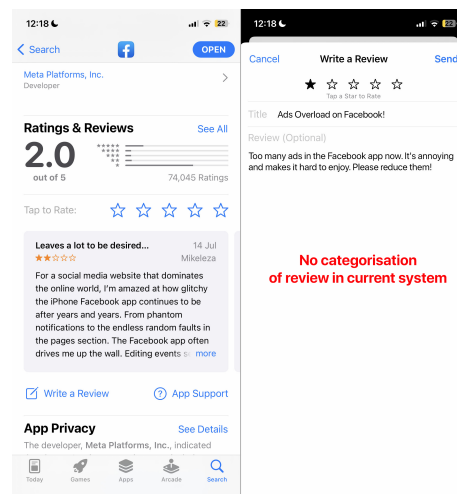 12:18
22
Search
OPEN
Meta Platforms, Inc.
Developer
Ratings & Reviews
See All
2.0
out of 5
74,045 Ratings
Tap to Rate:
Leaves a lot to be desired...
14 Jul
Mikeleza
For a social media website that dominates
the online world, I'm amazed at how glitchy
the iPhone Facebook app continues to be
after years and years. From phantom
notifications to the endless random faults in
the pages section. The Facebook app often
drives me up the wall. Editing events
more
Write a Review
App Support
App Privacy
See Details
The developer, Meta Platforms, Inc., indicated
Today
Games
Apps
Arcade
Search
12:18
22
Cancel
Write a Review
Send
Tap a Star to Rate
Title Ads Overload on Facebook!
Review (Optional)
Too many ads in the Facebook app now. It's annoying
and makes it hard to enjoy. Please reduce them!
No categorisation
of review in current system